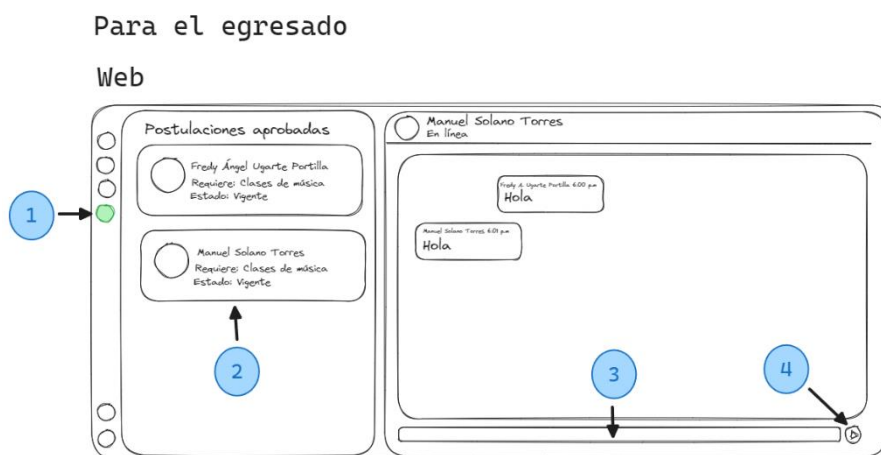 Para el egresado
Web
Postulaciones aprobadas
Fredy Ángel Ugarte Portilla
Requiere: Clases de música
Estado: Vigente
Manuel Solano Torres
Requiere: Clases de música
Estado: Vigente
Manuel Solano Torres
En línea
Fredy A. Ugarte Portilla 6:00 p.m
Hola
Manuel Solano Torres 6:01 p.m
Hola
1
2
3
4